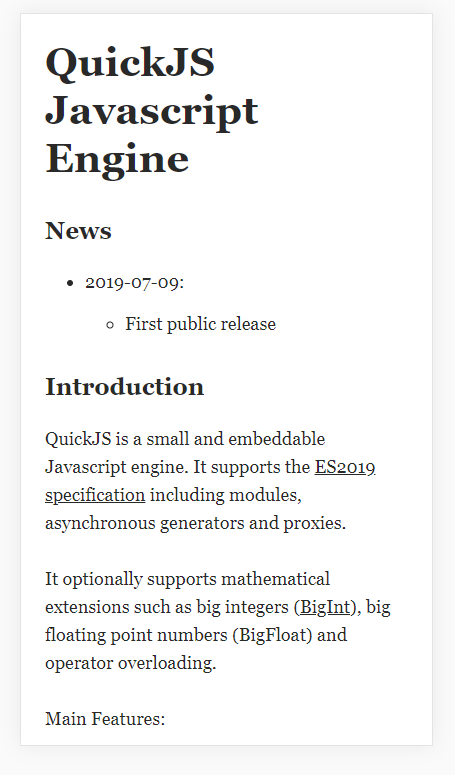 QuickJS
Javascript
Engine
News
2019-07-09:
First public release
Introduction
QuickJS is a small and embeddable
Javascript engine. It supports the ES2019
specification including modules,
asynchronous generators and proxies.
It optionally supports mathematical
extensions such as big integers (BigInt), big
floating point numbers (BigFloat) and
operator overloading.
Main Features: